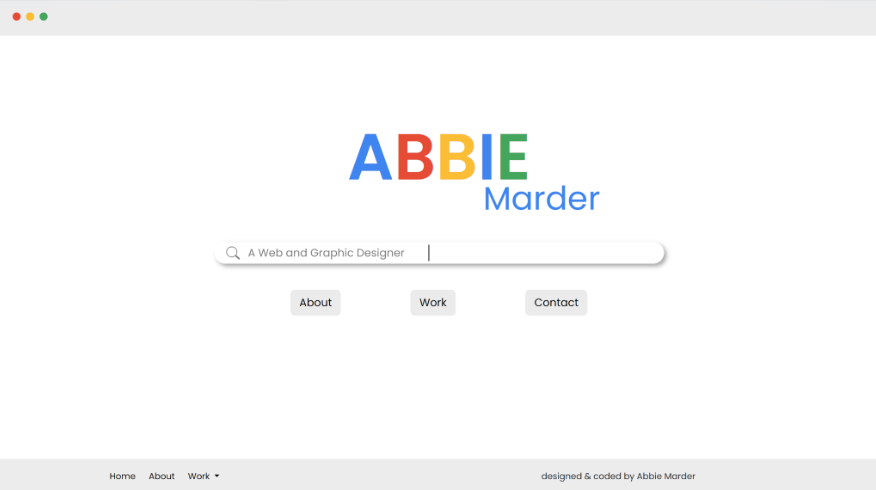 ABBIE
Marder
A Web and Graphic Designer
About Work Contact
Home About Work designed & coded by Abbie Marder